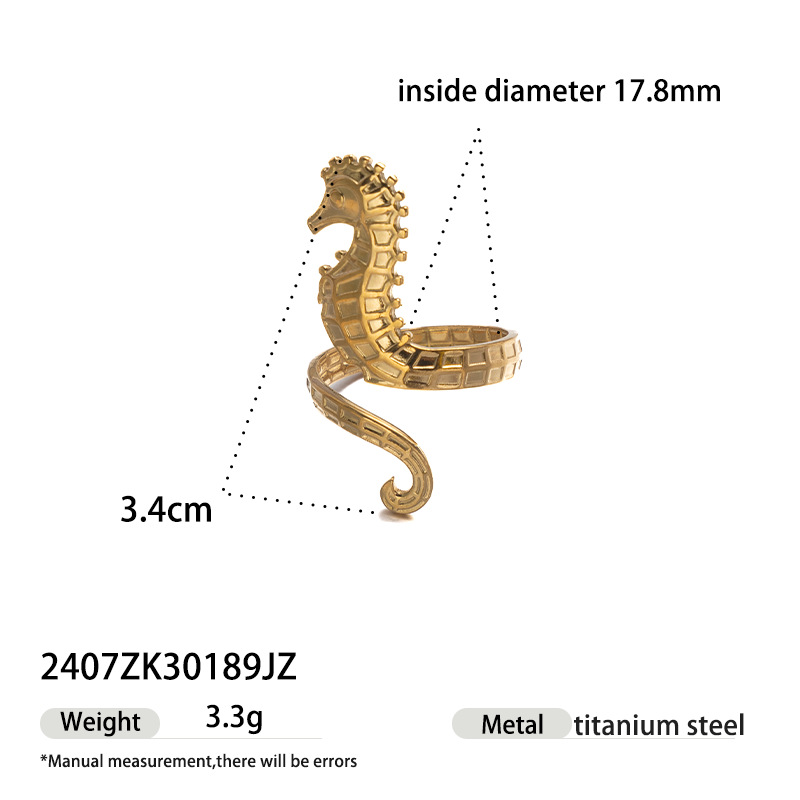 inside diameter 17.8mm
3.4cm
2407ZK30189JZ
Weight 3.3g
Metal titanium steel
*Manual measurement,there will be errors